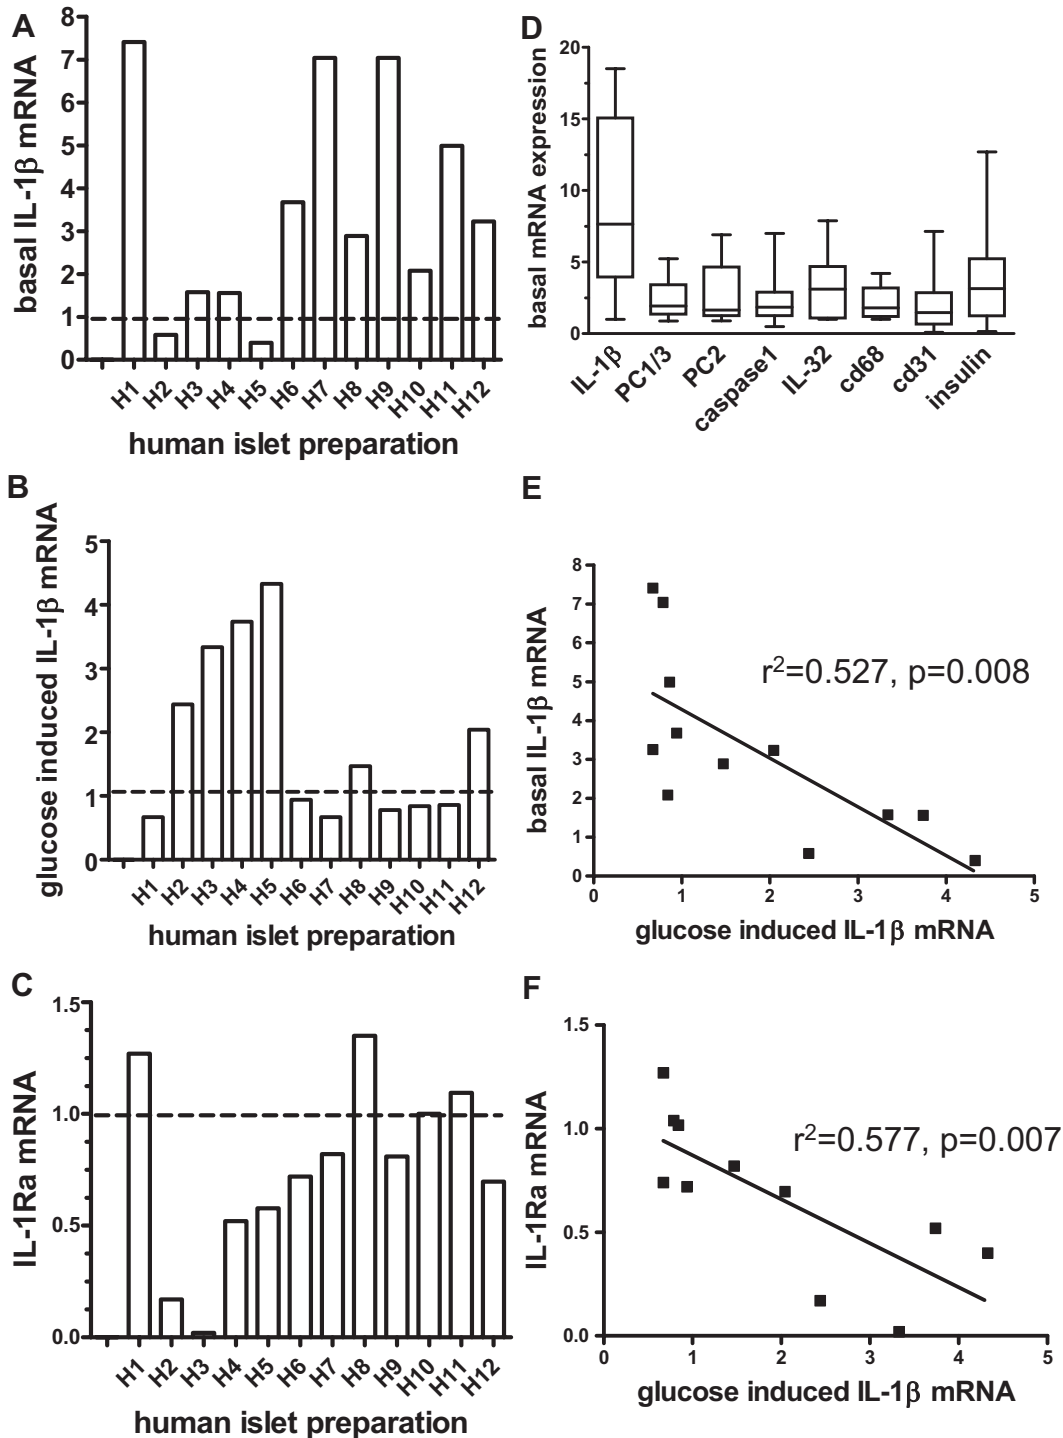 A
basal IL-1β mRNA
8
7
6
5
4
3
2
1
0
H1 H2 H3 H4 H5 H6 H7 H8 H9 H10 H11 H12
human islet preparation
D
basal mRNA expression
20
15
10
5
0
IL-1β PC1/3 PC2 caspase1 IL-32 cd68 cd31 insulin
B
glucose induced IL-1β mRNA
5
4
3
2
1
0
H1 H2 H3 H4 H5 H6 H7 H8 H9 H10 H11 H12
human islet preparation
E
basal IL-1β mRNA
8
7
6
5
4
3
2
1
0
r²=0.527, p=0.008
0 1 2 3 4 5
glucose induced IL-1β mRNA
C
IL-1Ra mRNA
1.5
1.0
0.5
0.0
H1 H2 H3 H4 H5 H6 H7 H8 H9 H10 H11 H12
human islet preparation
F
IL-1Ra mRNA
1.5
1.0
0.5
0.0
r²=0.577, p=0.007
0 1 2 3 4 5
glucose induced IL-1β mRNA